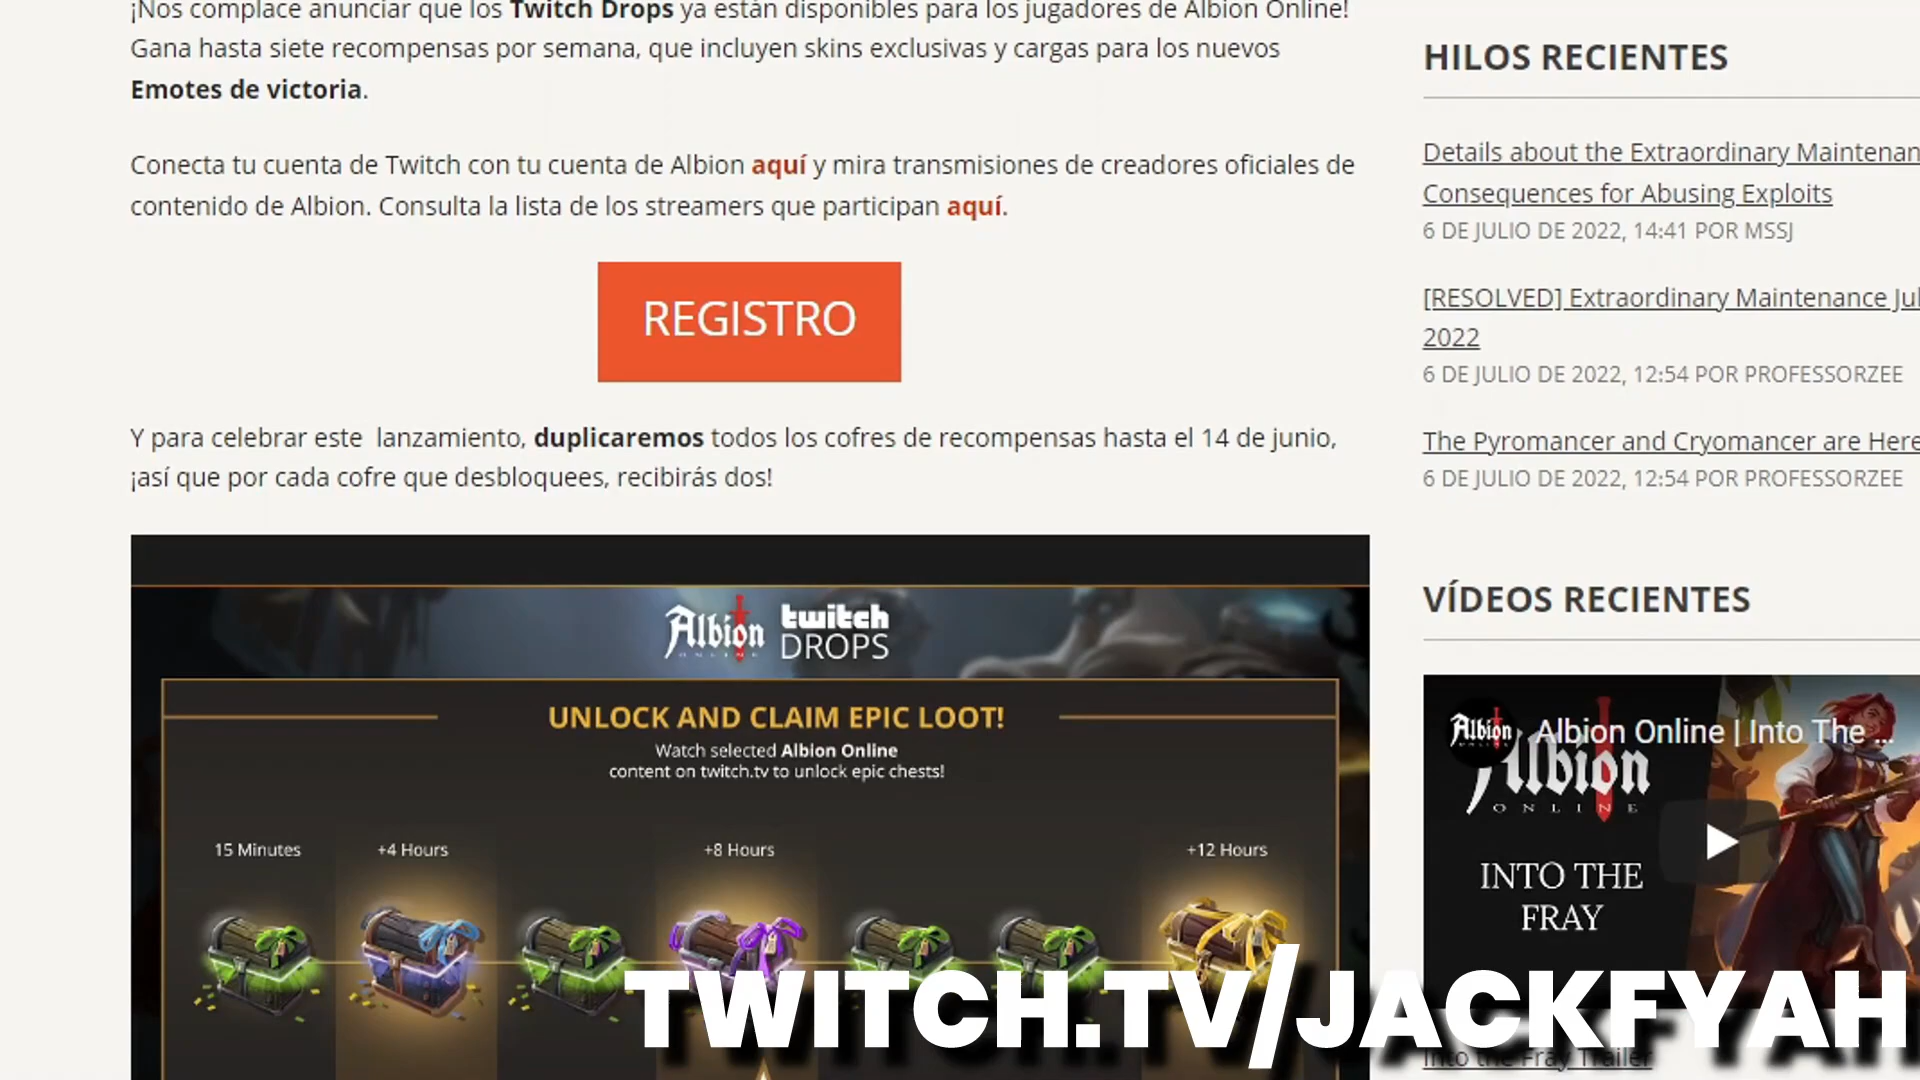 ¡Nos complace anunciar que los Twitch Drops ya están disponibles para los jugadores de Albion Online!
Gana hasta siete recompensas por semana, que incluyen skins exclusivas y cargas para los nuevos
Emotes de victoria.
Conecta tu cuenta de Twitch con tu cuenta de Albion aquí y mira transmisiones de creadores oficiales de
contenido de Albion. Consulta la lista de los streamers que participan aquí.
REGISTRO
Y para celebrar este lanzamiento, duplicaremos todos los cofres de recompensas hasta el 14 de junio,
¡así que por cada cofre que desbloquees, recibirás dos!
Albion twitch
ONLINE DROPS
UNLOCK AND CLAIM EPIC LOOT!
Watch selected Albion Online
content on twitch.tv to unlock epic chests!
15 Minutes +4 Hours +8 Hours +12 Hours
HILOS RECIENTES
Details about the Extraordinary Maintenan
Consequences for Abusing Exploits
6 DE JULIO DE 2022, 14:41 POR MSSJ
[RESOLVED] Extraordinary Maintenance Jul
2022
6 DE JULIO DE 2022, 12:54 POR PROFESSORZEE
The Pyromancer and Cryomancer are Here
6 DE JULIO DE 2022, 12:54 POR PROFESSORZEE
VÍDEOS RECIENTES
Albion Albion Online | Into The ...
Albion
ONLINE
INTO THE
FRAY
Into the Fray Trailer
TWITCH.TV/JACKFYAH